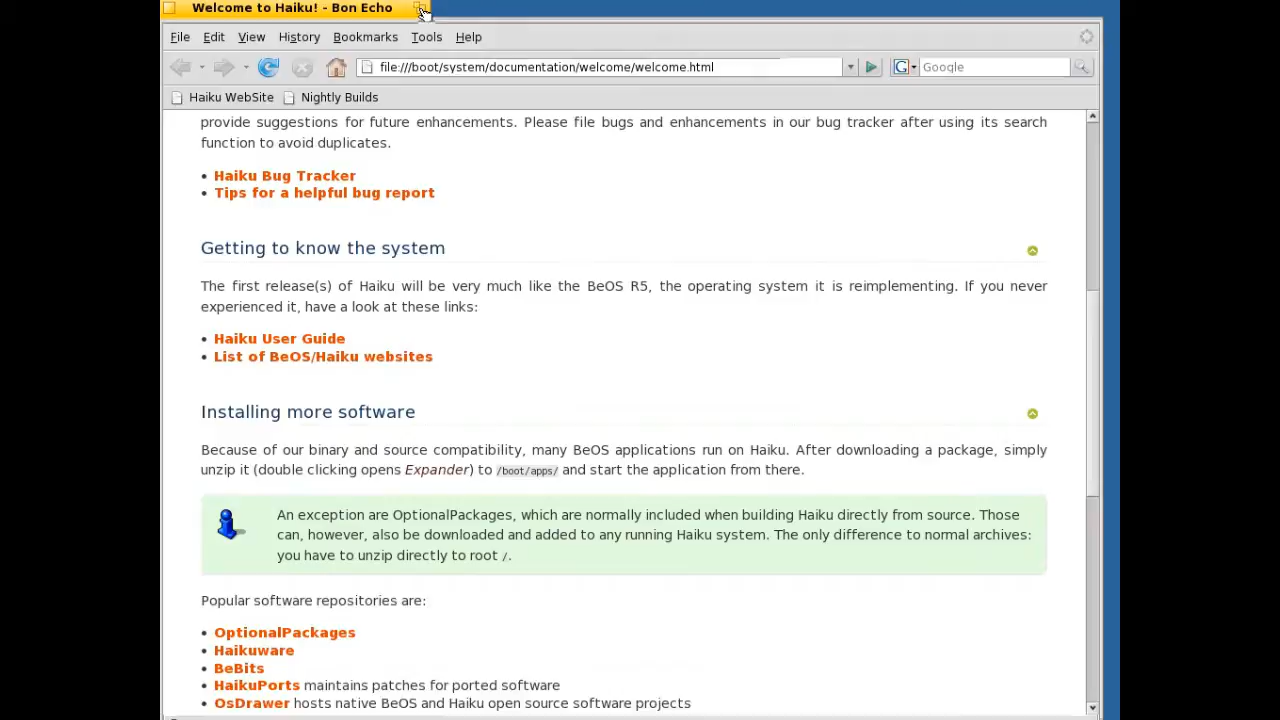 Welcome to Haiku! - Bon Echo
File Edit View History Bookmarks Tools Help
file:///boot/system/documentation/welcome/welcome.html
G Google
Haiku WebSite Nightly Builds
provide suggestions for future enhancements. Please file bugs and enhancements in our bug tracker after using its search
function to avoid duplicates.
• Haiku Bug Tracker
• Tips for a helpful bug report
Getting to know the system
The first release(s) of Haiku will be very much like the BeOS R5, the operating system it is reimplementing. If you never
experienced it, have a look at these links:
• Haiku User Guide
• List of BeOS/Haiku websites
Installing more software
Because of our binary and source compatibility, many BeOS applications run on Haiku. After downloading a package, simply
unzip it (double clicking opens Expander) to /boot/apps/ and start the application from there.
An exception are OptionalPackages, which are normally included when building Haiku directly from source. Those
can, however, also be downloaded and added to any running Haiku system. The only difference to normal archives:
you have to unzip directly to root /.
Popular software repositories are:
• OptionalPackages
• Haikuware
• BeBits
• HaikuPorts maintains patches for ported software
• OsDrawer hosts native BeOS and Haiku open source software projects